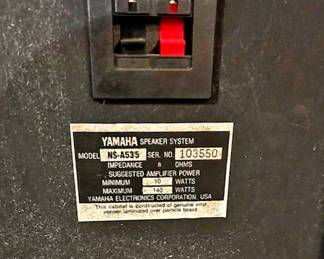 YAMAHA SPEAKER SYSTEM
MODEL NS-A535 SER. NO. 103550
IMPEDANCE 8 OHMS
SUGGESTED AMPLIFIER POWER
MINIMUM 10 WATTS
MAXIMUM 140 WATTS
YAMAHA ELECTRONICS CORPORATION, USA
This cabinet is constructed of genuine vinyl
veneer laminated over particle board